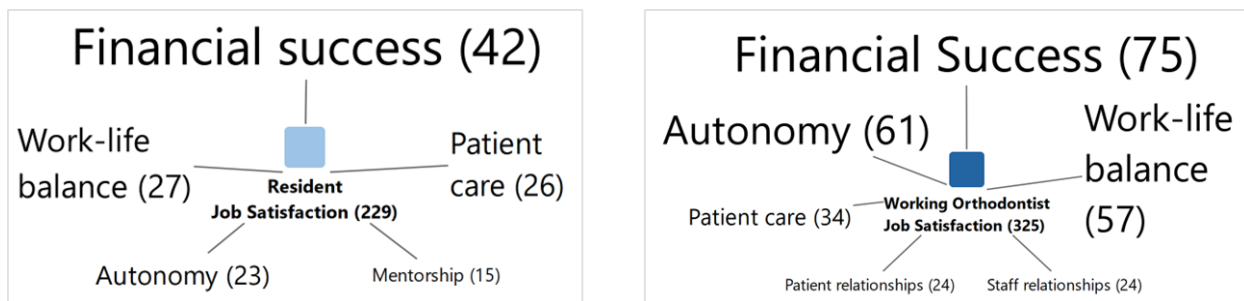 Financial success (42)
Work-life
balance (27)
Patient
care (26)
Resident
Job Satisfaction (229)
Autonomy (23)
Mentorship (15)
Financial Success (75)
Autonomy (61)
Work-life
balance
(57)
Patient care (34)
Working Orthodontist
Job Satisfaction (325)
Patient relationships (24)
Staff relationships (24)